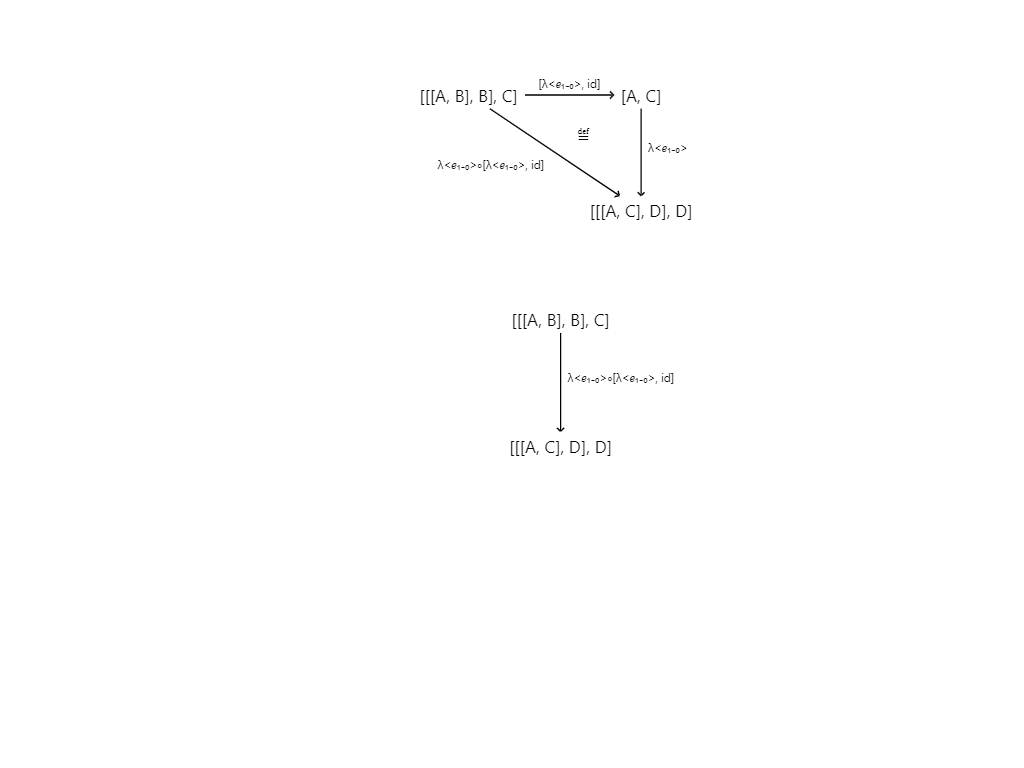 [λ<e₁₋₀>, id]
[[[A, B], B], C]
[A, C]
def
=
λ<e₁₋₀>
λ<e₁₋₀>∘[λ<e₁₋₀>, id]
[[[A, C], D], D]
[[[A, B], B], C]
λ<e₁₋₀>∘[λ<e₁₋₀>, id]
[[[A, C], D], D]